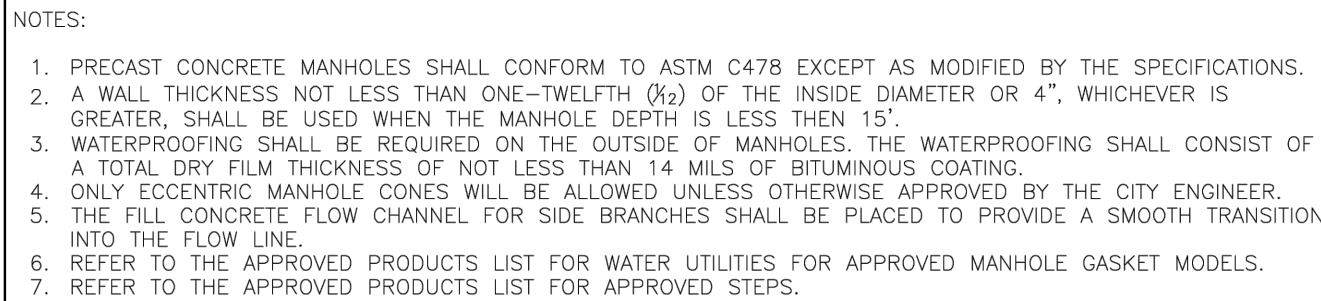 NOTES:
1. PRECAST CONCRETE MANHOLES SHALL CONFORM TO ASTM C478 EXCEPT AS MODIFIED BY THE SPECIFICATIONS.
2. A WALL THICKNESS NOT LESS THAN ONE-TWELFTH (1/12) OF THE INSIDE DIAMETER OR 4", WHICHEVER IS
GREATER, SHALL BE USED WHEN THE MANHOLE DEPTH IS LESS THEN 15'.
3. WATERPROOFING SHALL BE REQUIRED ON THE OUTSIDE OF MANHOLES. THE WATERPROOFING SHALL CONSIST OF
A TOTAL DRY FILM THICKNESS OF NOT LESS THAN 14 MILS OF BITUMINOUS COATING.
4. ONLY ECCENTRIC MANHOLE CONES WILL BE ALLOWED UNLESS OTHERWISE APPROVED BY THE CITY ENGINEER.
5. THE FILL CONCRETE FLOW CHANNEL FOR SIDE BRANCHES SHALL BE PLACED TO PROVIDE A SMOOTH TRANSITION
INTO THE FLOW LINE.
6. REFER TO THE APPROVED PRODUCTS LIST FOR WATER UTILITIES FOR APPROVED MANHOLE GASKET MODELS.
7. REFER TO THE APPROVED PRODUCTS LIST FOR APPROVED STEPS.